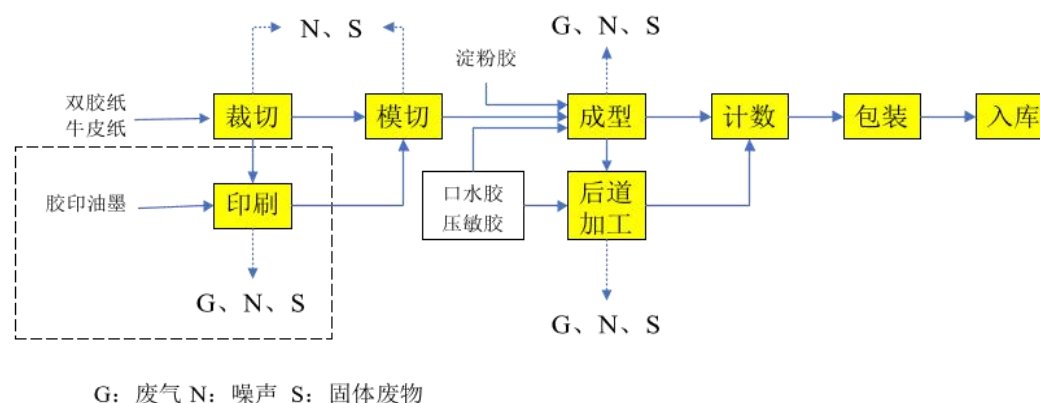 N、S
G、N、S
淀粉胶
双胶纸
牛皮纸
裁切
模切
成型
计数
包装
入库
胶印油墨
印刷
口水胶
压敏胶
后道
加工
G、N、S
G、N、S
G：废气 N：噪声 S：固体废物